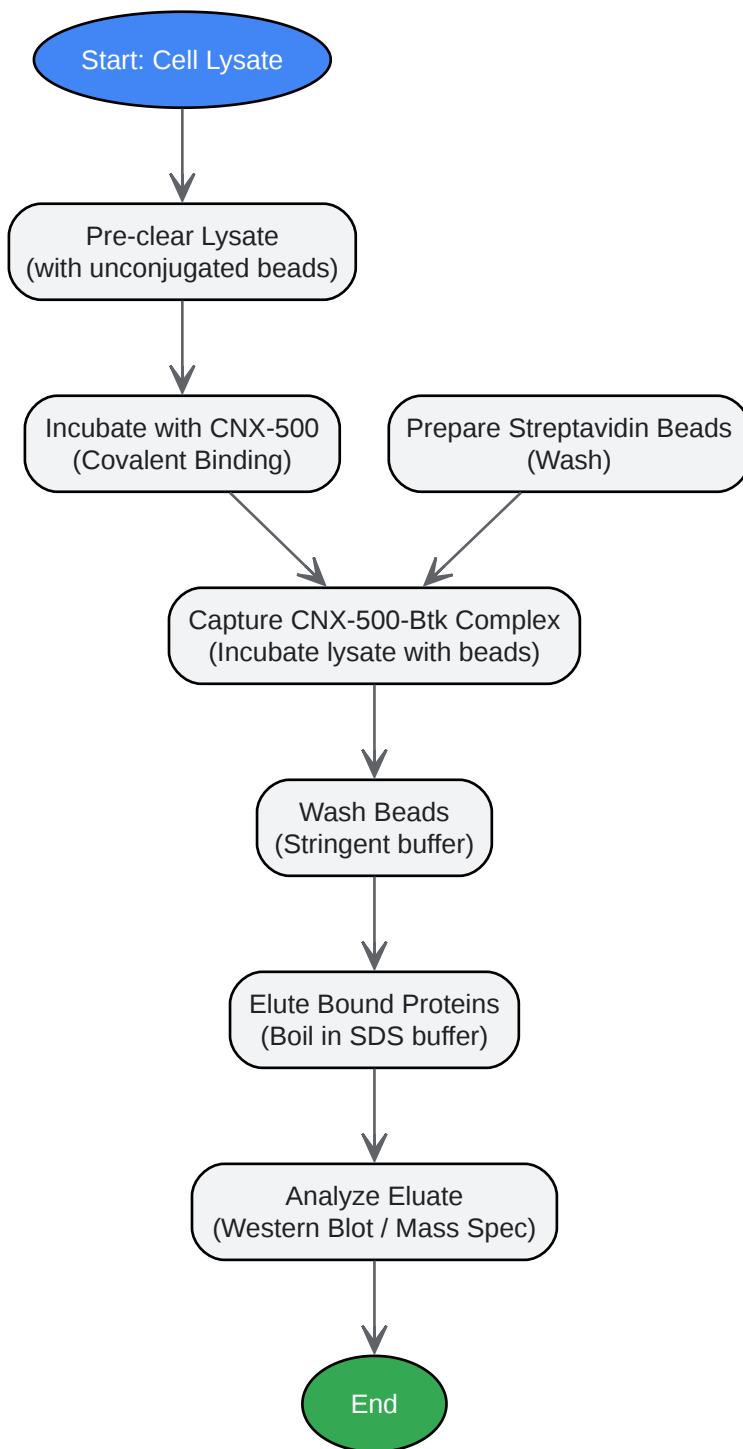 Start: Cell Lysate
Pre-clear Lysate
(with unconjugated beads)
Incubate with CNX-500
(Covalent Binding)
Prepare Streptavidin Beads
(Wash)
Capture CNX-500-Btk Complex
(Incubate lysate with beads)
Wash Beads
(Stringent buffer)
Elute Bound Proteins
(Boil in SDS buffer)
Analyze Eluate
(Western Blot / Mass Spec)
End